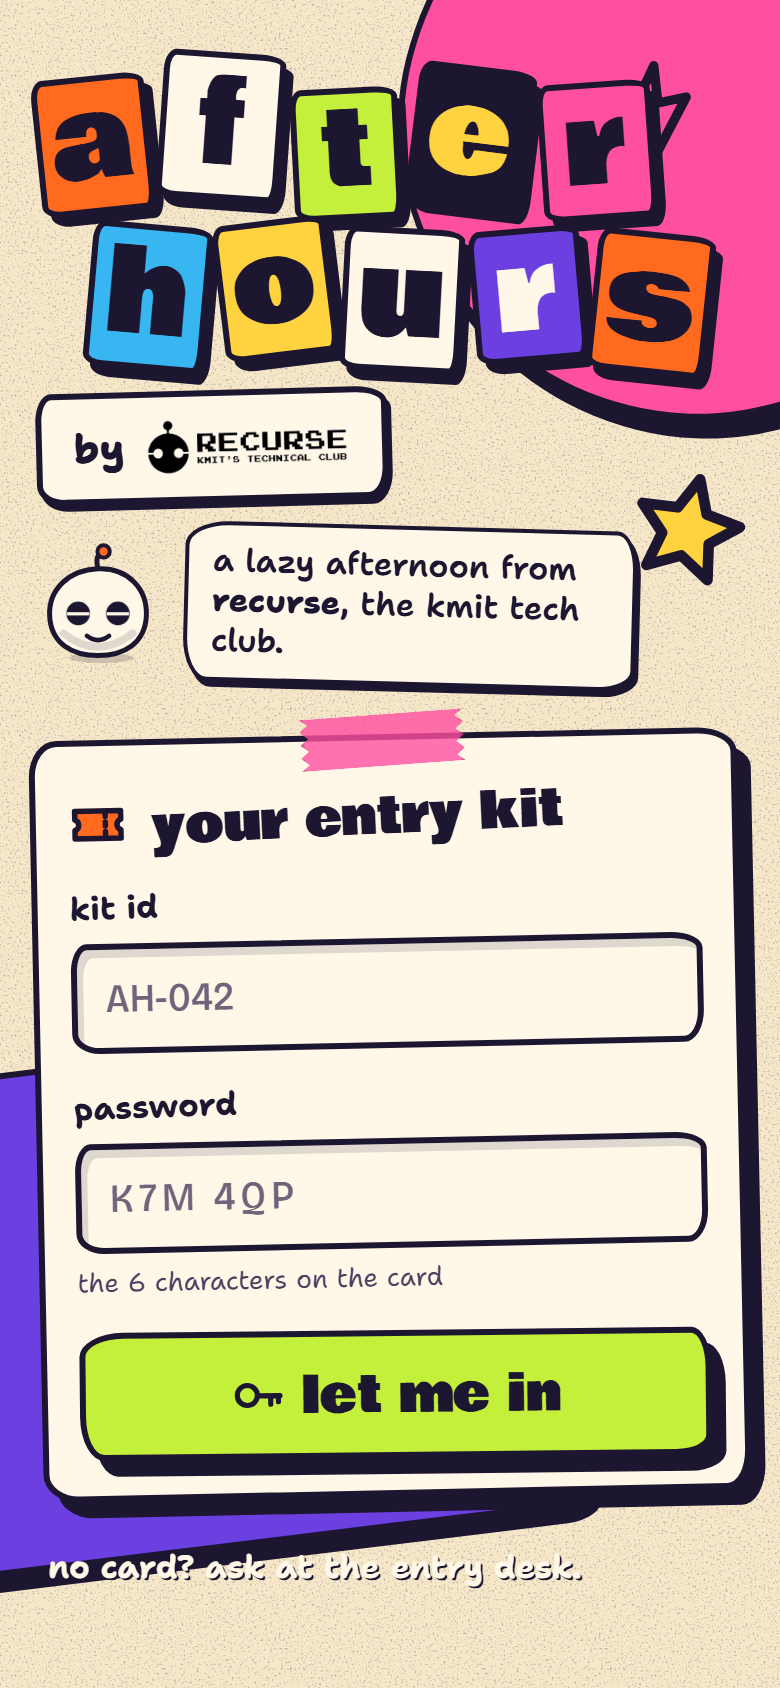 after
hours
by RECURSE
KMIT'S TECHNICAL CLUB
a lazy afternoon from
recurse, the kmit tech
club.
your entry kit
kit id
AH-042
password
K7M 4QP
the 6 characters on the card
let me in
no card? ask at the entry desk.